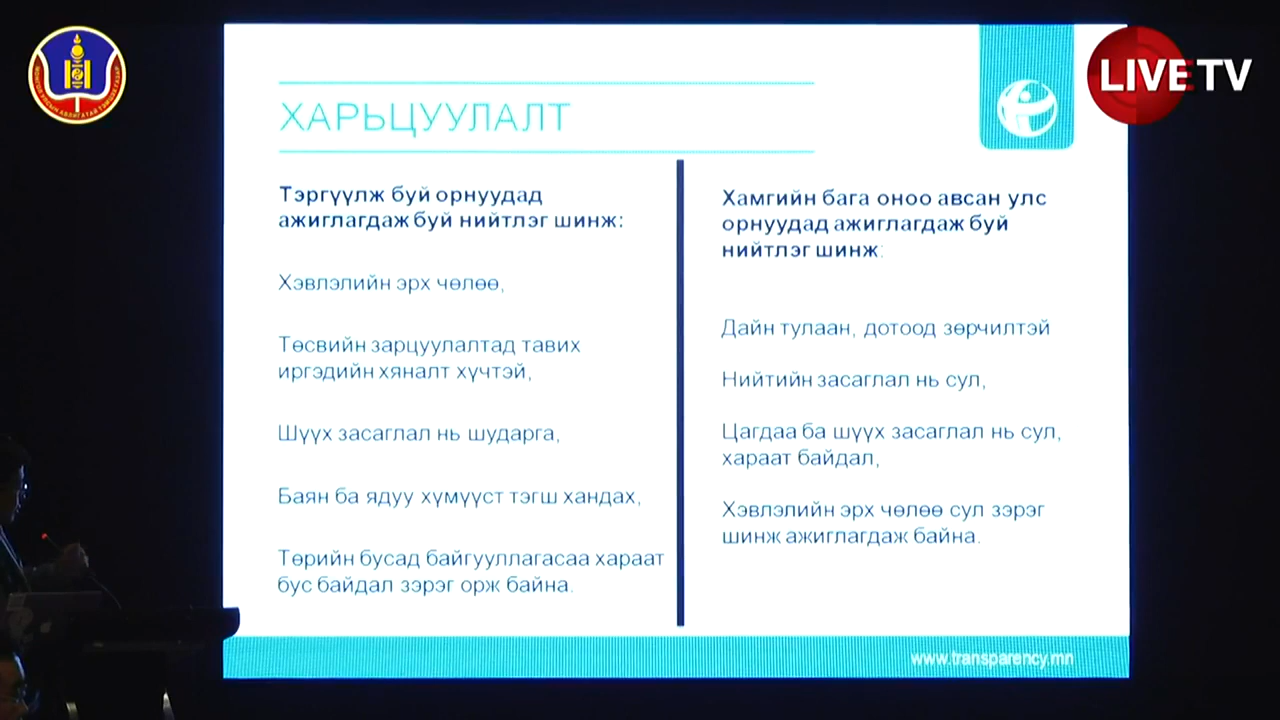 LIVE TV
ХАРЬЦУУЛАЛТ
Тэргүүлж буй орнуудад
ажиглагдаж буй нийтлэг шинж:
Хэвлэлийн эрх чөлөө,
Төсвийн зарцуулалтад тавих
иргэдийн хяналт хүчтэй,
Шүүх засаглал нь шударга,
Баян ба ядуу хүмүүст тэгш хандах,
Төрийн бусад байгууллагасаа хараат
бус байдал зэрэг орж байна.
Хамгийн бага оноо авсан улс
орнуудад ажиглагдаж буй
нийтлэг шинж:
Дайн тулаан, дотоод зөрчилтэй
Нийтийн засаглал нь сул,
Цагдаа ба шүүх засаглал нь сул,
хараат байдал,
Хэвлэлийн эрх чөлөө сул зэрэг
шинж ажиглагдаж байна.
www.transparency.mn